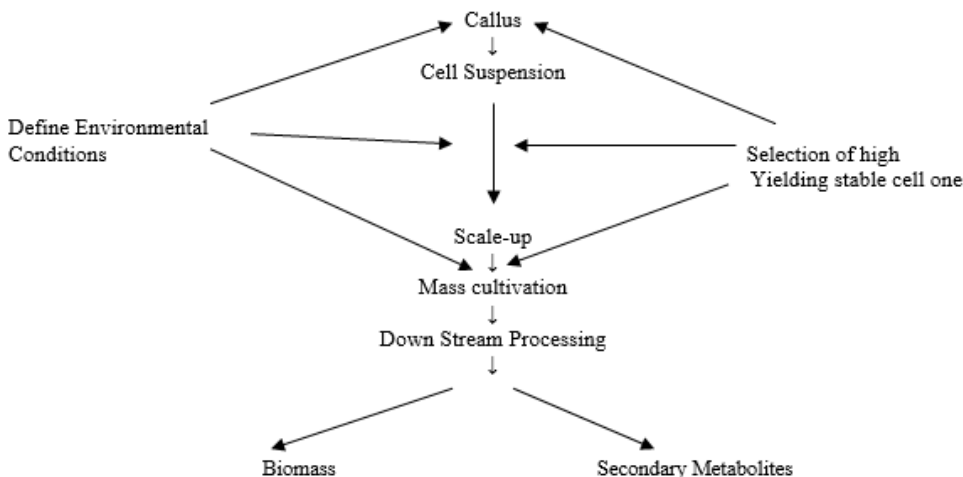 Callus
Cell Suspension
Define Environmental
Conditions
Selection of high
Yielding stable cell one
Scale-up
Mass cultivation
Down Stream Processing
Biomass
Secondary Metabolites